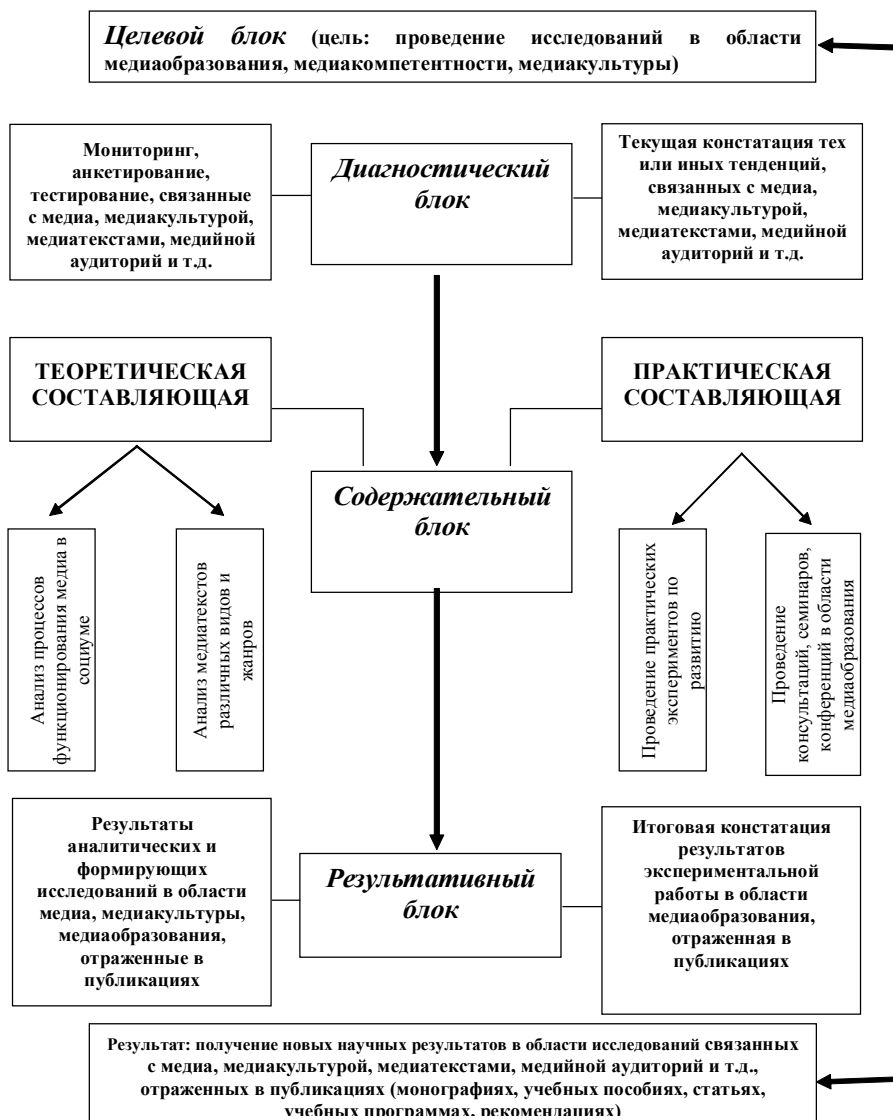 Целевой блок (цель: проведение исследований в области
медиаобразования, медиакомпетентности, медиакультуры)
Мониторинг,
анкетирование,
тестирование, связанные
с медиа, медиакультурой,
медиатекстами, медийной
аудиторий и т.д.
Диагностический
блок
Текущая констатация тех
или иных тенденций,
связанных с медиа,
медиакультурой,
медиатекстами, медийной
аудиторий и т.д.
ТЕОРЕТИЧЕСКАЯ
СОСТАВЛЯЮЩАЯ
ПРАКТИЧЕСКАЯ
СОСТАВЛЯЮЩАЯ
Содержательный
блок
Анализ процессов
функционирования медиа в
социуме
Анализ медиатекстов
различных видов и
жанров
Проведение практических
экспериментов по
развитию
Проведение
консультаций, семинаров,
конференций в области
медиаобразования
Результаты
аналитических и
формирующих
исследований в области
медиа, медиакультуры,
медиаобразования,
отраженные в
публикациях
Результативный
блок
Итоговая констатация
результатов
экспериментальной
работы в области
медиаобразования,
отраженная в
публикациях
Результат: получение новых научных результатов в области исследований связанных
с медиа, медиакультурой, медиатекстами, медийной аудиторий и т.д.,
отраженных в публикациях (монографиях, учебных пособиях, статьях,
учебных программах, рекомендациях)